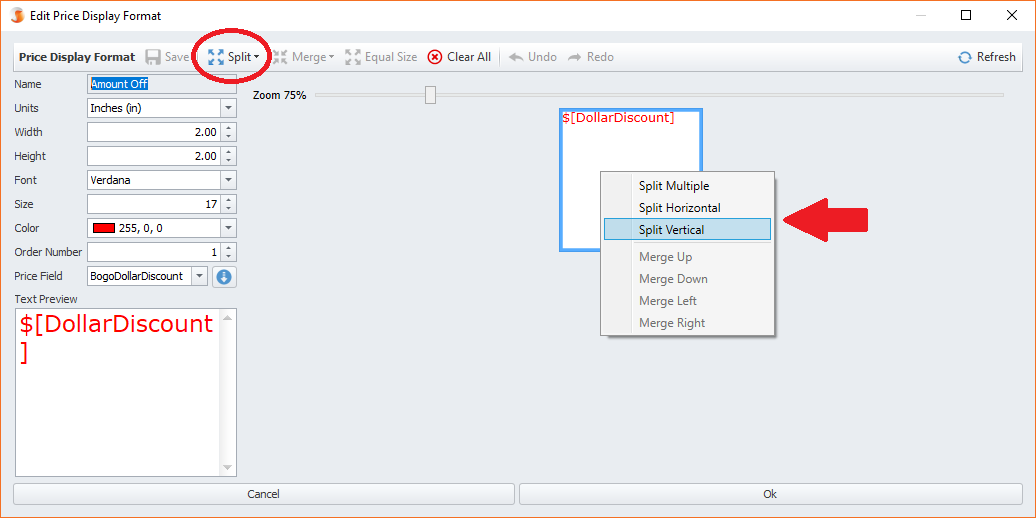 Edit Price Display Format
Price Display Format Save Split Merge Equal Size Clear All Undo Redo Refresh
Name Amount Off
Units Inches (in)
Width 2.00
Height 2.00
Font Verdana
Size 17
Color 255, 0, 0
Order Number 1
Price Field BogoDollarDiscount
Text Preview
$[DollarDiscount
]
Zoom 75%
$[DollarDiscount]
Split Multiple
Split Horizontal
Split Vertical
Merge Up
Merge Down
Merge Left
Merge Right
Cancel Ok